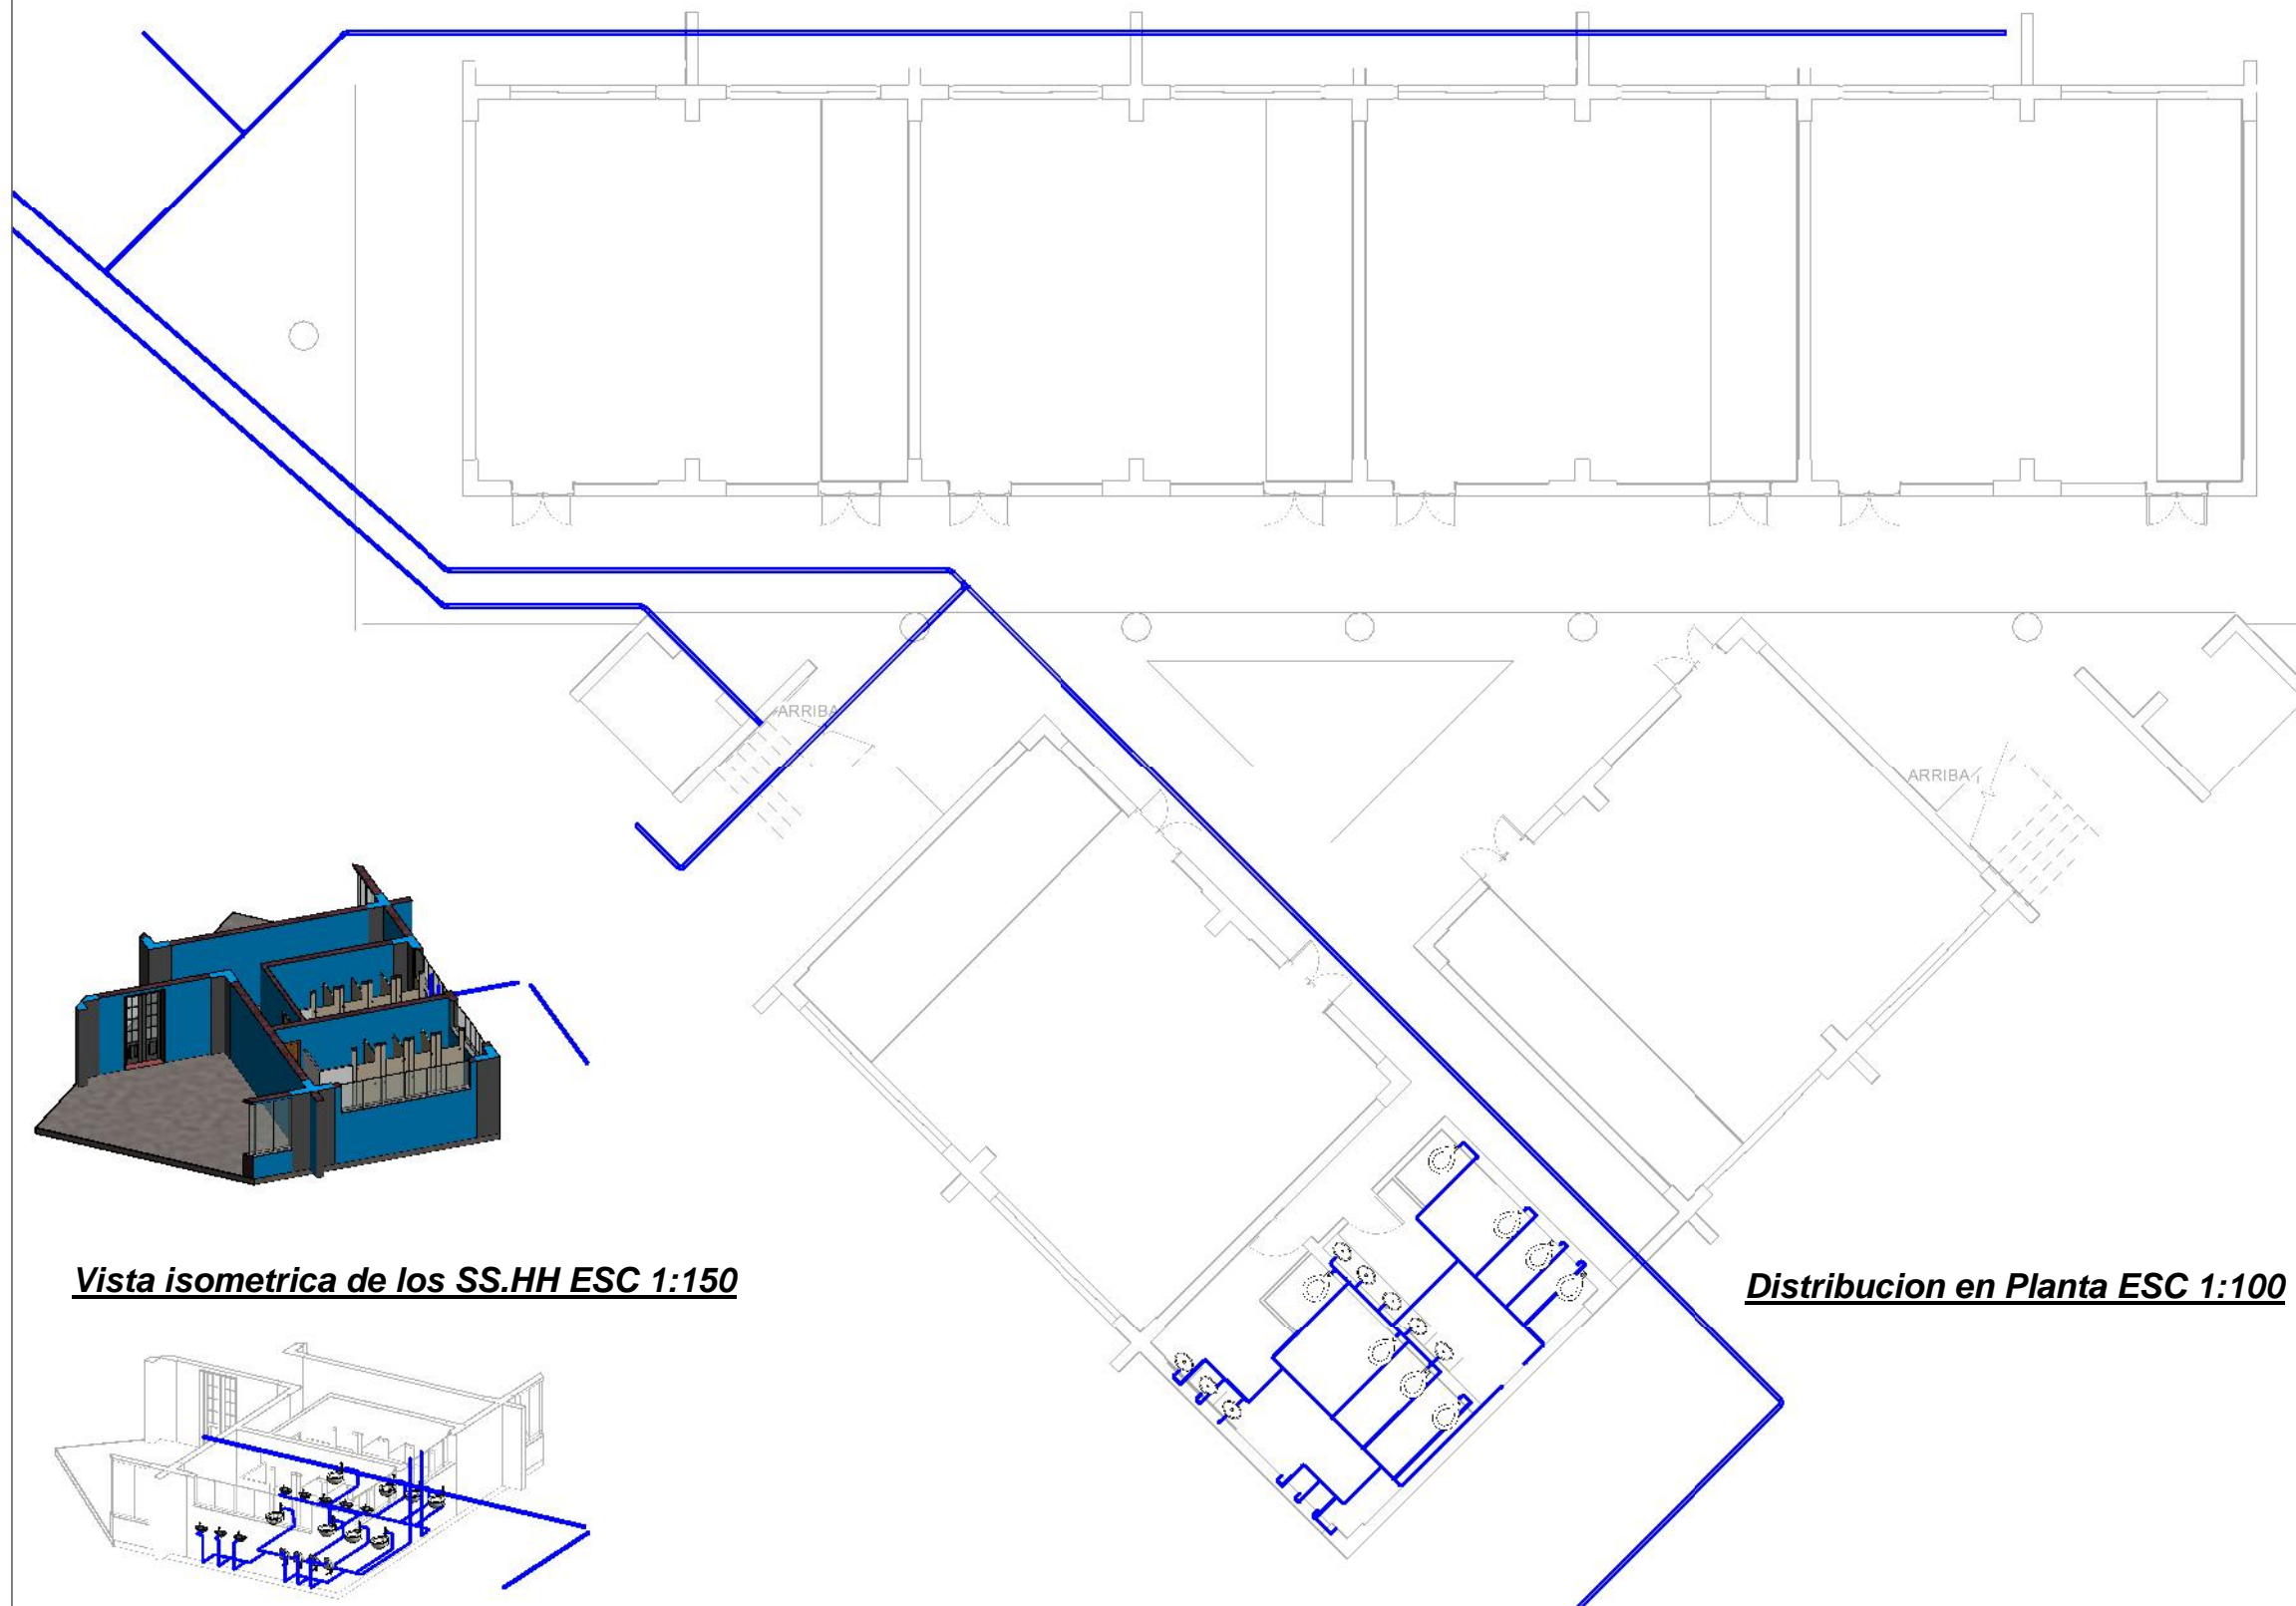 ARRIBA
ARRIBA
Vista isometrica de los SS.HH ESC 1:150
Distribucion en Planta ESC 1:100